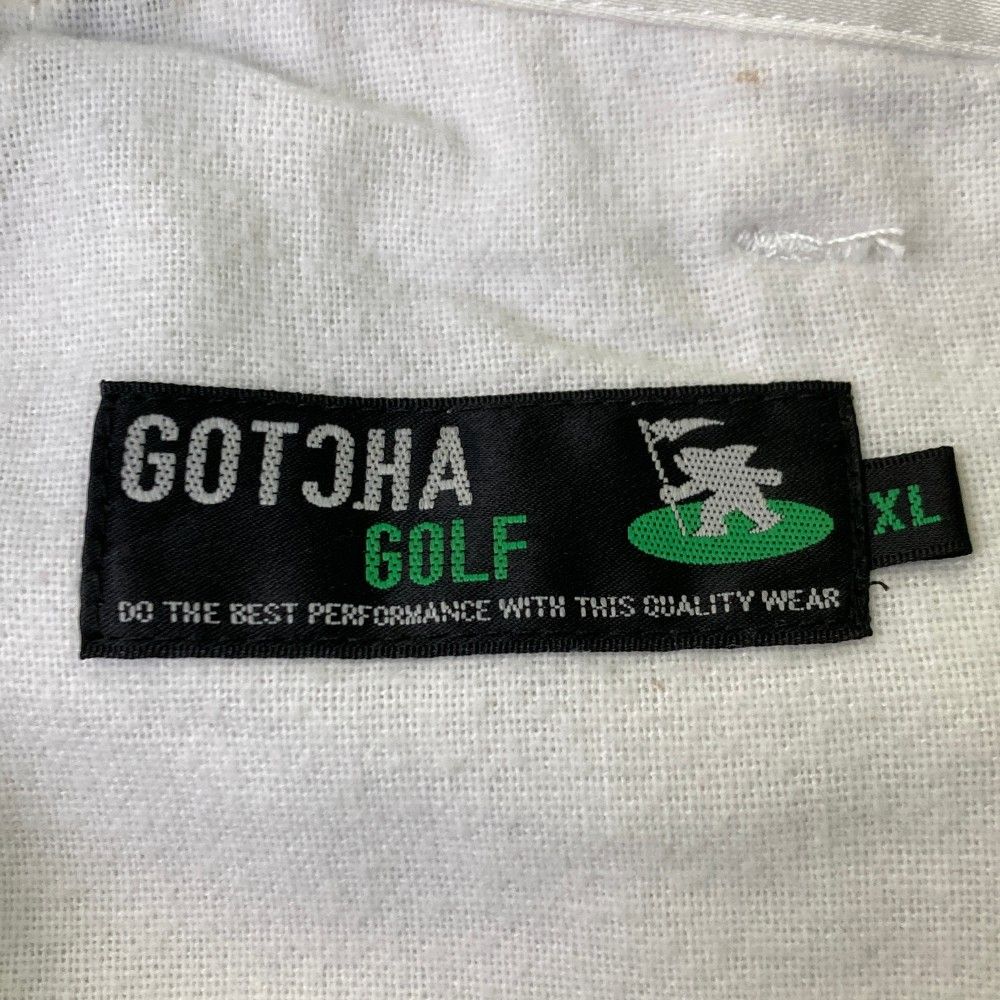 GOTCHA
GOLF
DO THE BEST PERFORMANCE WITH THIS QUALITY WEAR
XL